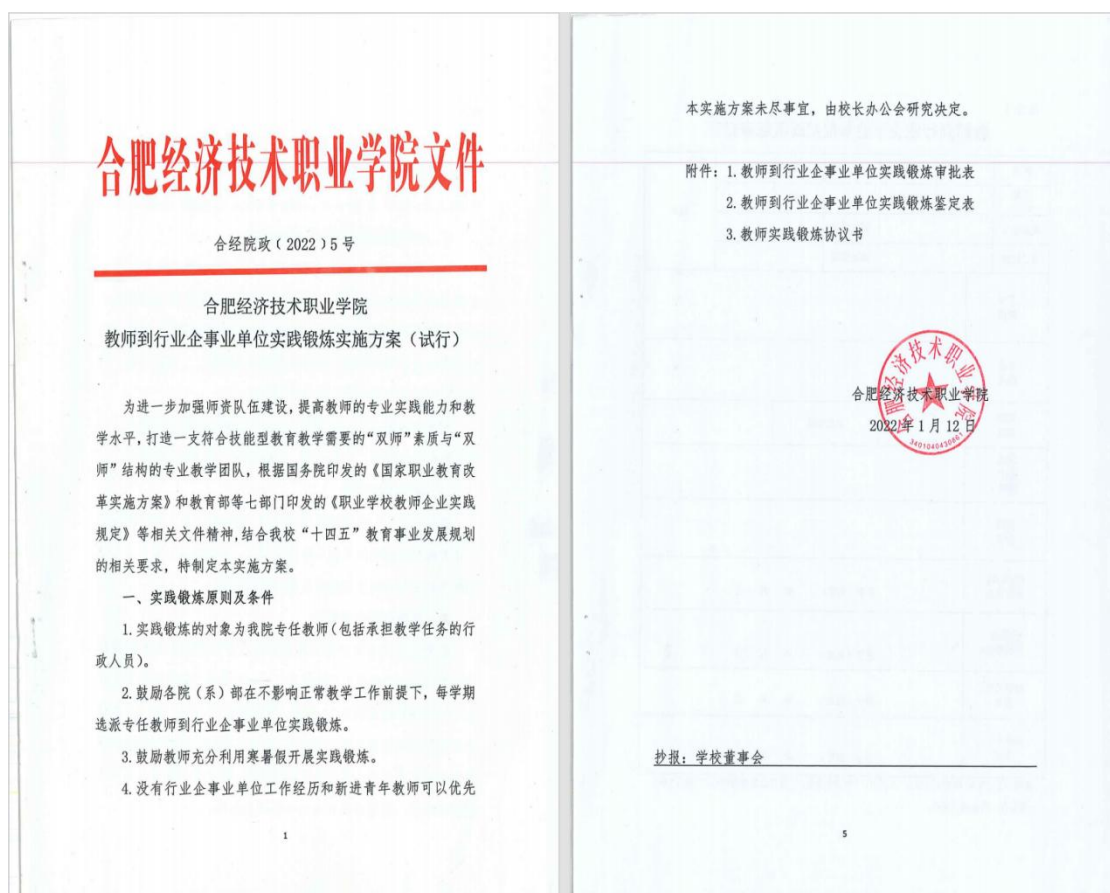 合肥经济技术职业学院文件
合经院政〔2022〕5号
合肥经济技术职业学院
教师到行业企事业单位实践锻炼实施方案（试行）
为进一步加强师资队伍建设，提高教师的专业实践能力和教
学水平，打造一支符合技能型教育教学需要的“双师”素质与“双
师”结构的专业教学团队，根据国务院印发的《国家职业教育改
革实施方案》和教育部等七部门印发的《职业学校教师企业实践
规定》等相关文件精神，结合我校“十四五”教育事业发展规划
的相关要求，特制定本实施方案。
一、实践锻炼原则及条件
1.实践锻炼的对象为我院专任教师（包括承担教学任务的行
政人员）。
2.鼓励各院（系）部在不影响正常教学工作前提下，每学期
选派专任教师到行业企事业单位实践锻炼。
3.鼓励教师充分利用寒暑假开展实践锻炼。
4.没有行业企事业单位工作经历和新进青年教师可以优先
1
本实施方案未尽事宜，由校长办公会研究决定。
附件：1.教师到行业企事业单位实践锻炼审批表
2.教师到行业企事业单位实践锻炼鉴定表
3.教师实践锻炼协议书
合肥经济技术职业学院
合肥经济技术职业学院
2022年1月12日
抄报：学校董事会
5